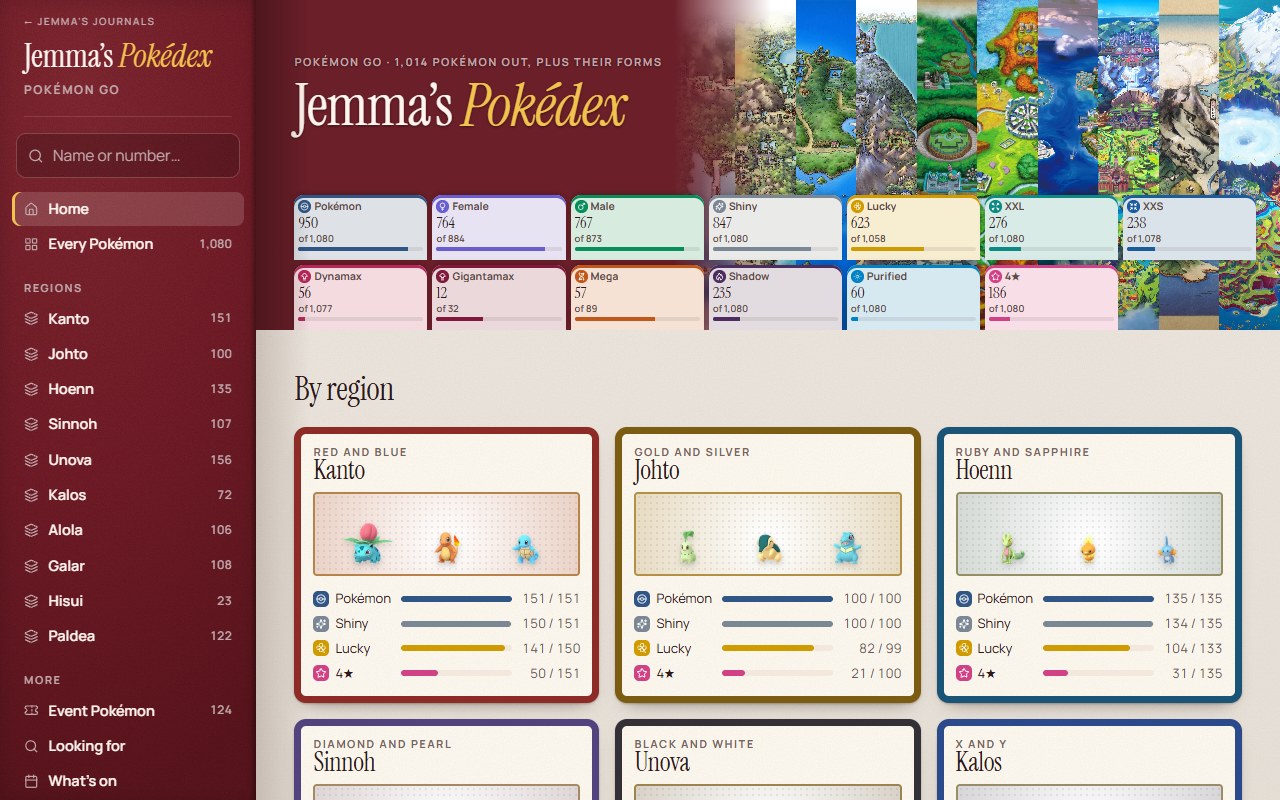 ← JEMMA'S JOURNALS
Jemma's Pokédex
POKÉMON GO
Name or number...
Home
Every Pokémon 1,080
REGIONS
Kanto 151
Johto 100
Hoenn 135
Sinnoh 107
Unova 156
Kalos 72
Alola 106
Galar 108
Hisui 23
Paldea 122
MORE
Event Pokémon 124
Looking for
What's on
POKÉMON GO · 1,014 POKÉMON OUT, PLUS THEIR FORMS
Jemma's Pokédex
Pokémon
950
of 1,080
Female
764
of 884
Male
767
of 873
Shiny
847
of 1,080
Lucky
623
of 1,058
XXL
276
of 1,080
XXS
238
of 1,078
Dynamax
56
of 1,077
Gigantamax
12
of 32
Mega
57
of 89
Shadow
235
of 1,080
Purified
60
of 1,080
4★
186
of 1,080
By region
RED AND BLUE
Kanto
Pokémon 151 / 151
Shiny 150 / 151
Lucky 141 / 150
4★ 50 / 151
GOLD AND SILVER
Johto
Pokémon 100 / 100
Shiny 100 / 100
Lucky 82 / 99
4★ 21 / 100
RUBY AND SAPPHIRE
Hoenn
Pokémon 135 / 135
Shiny 134 / 135
Lucky 104 / 133
4★ 31 / 135
DIAMOND AND PEARL
Sinnoh
BLACK AND WHITE
Unova
X AND Y
Kalos